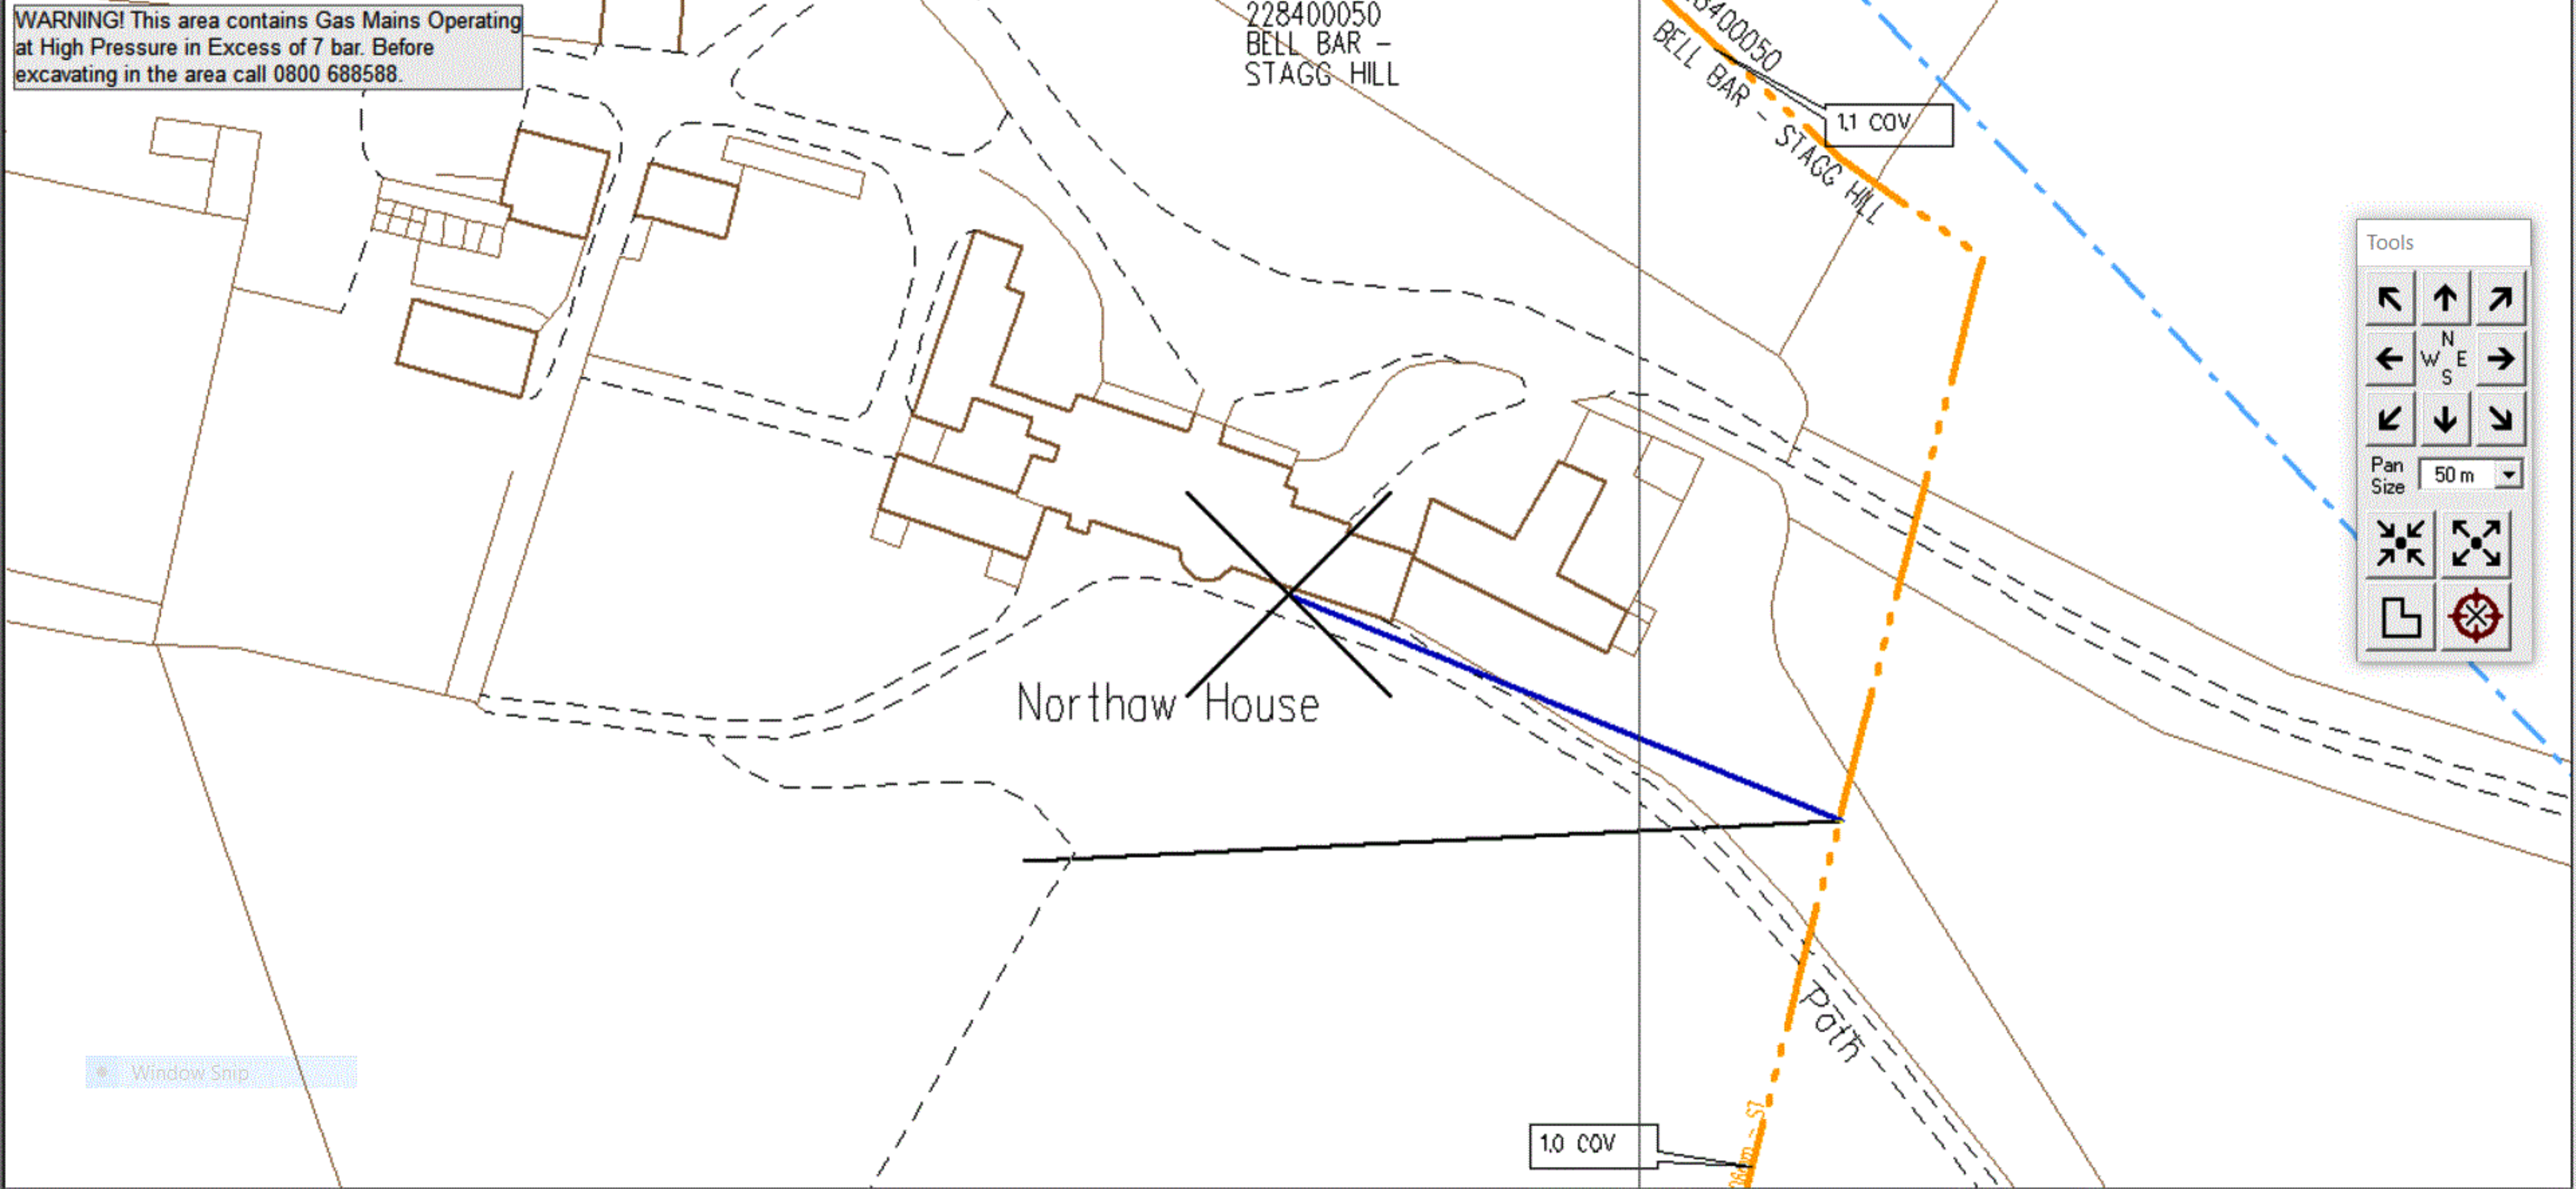 WARNING! This area contains Gas Mains Operating
at High Pressure in Excess of 7 bar. Before
excavating in the area call 0800 688588.
228400050
BELL BAR -
STAGG HILL
8400050
BELL BAR - STAGG HILL
1.1 COV
Tools
N
W E
S
Pan
Size
50 m
Northaw House
Path
Window Snip
1.0 COV